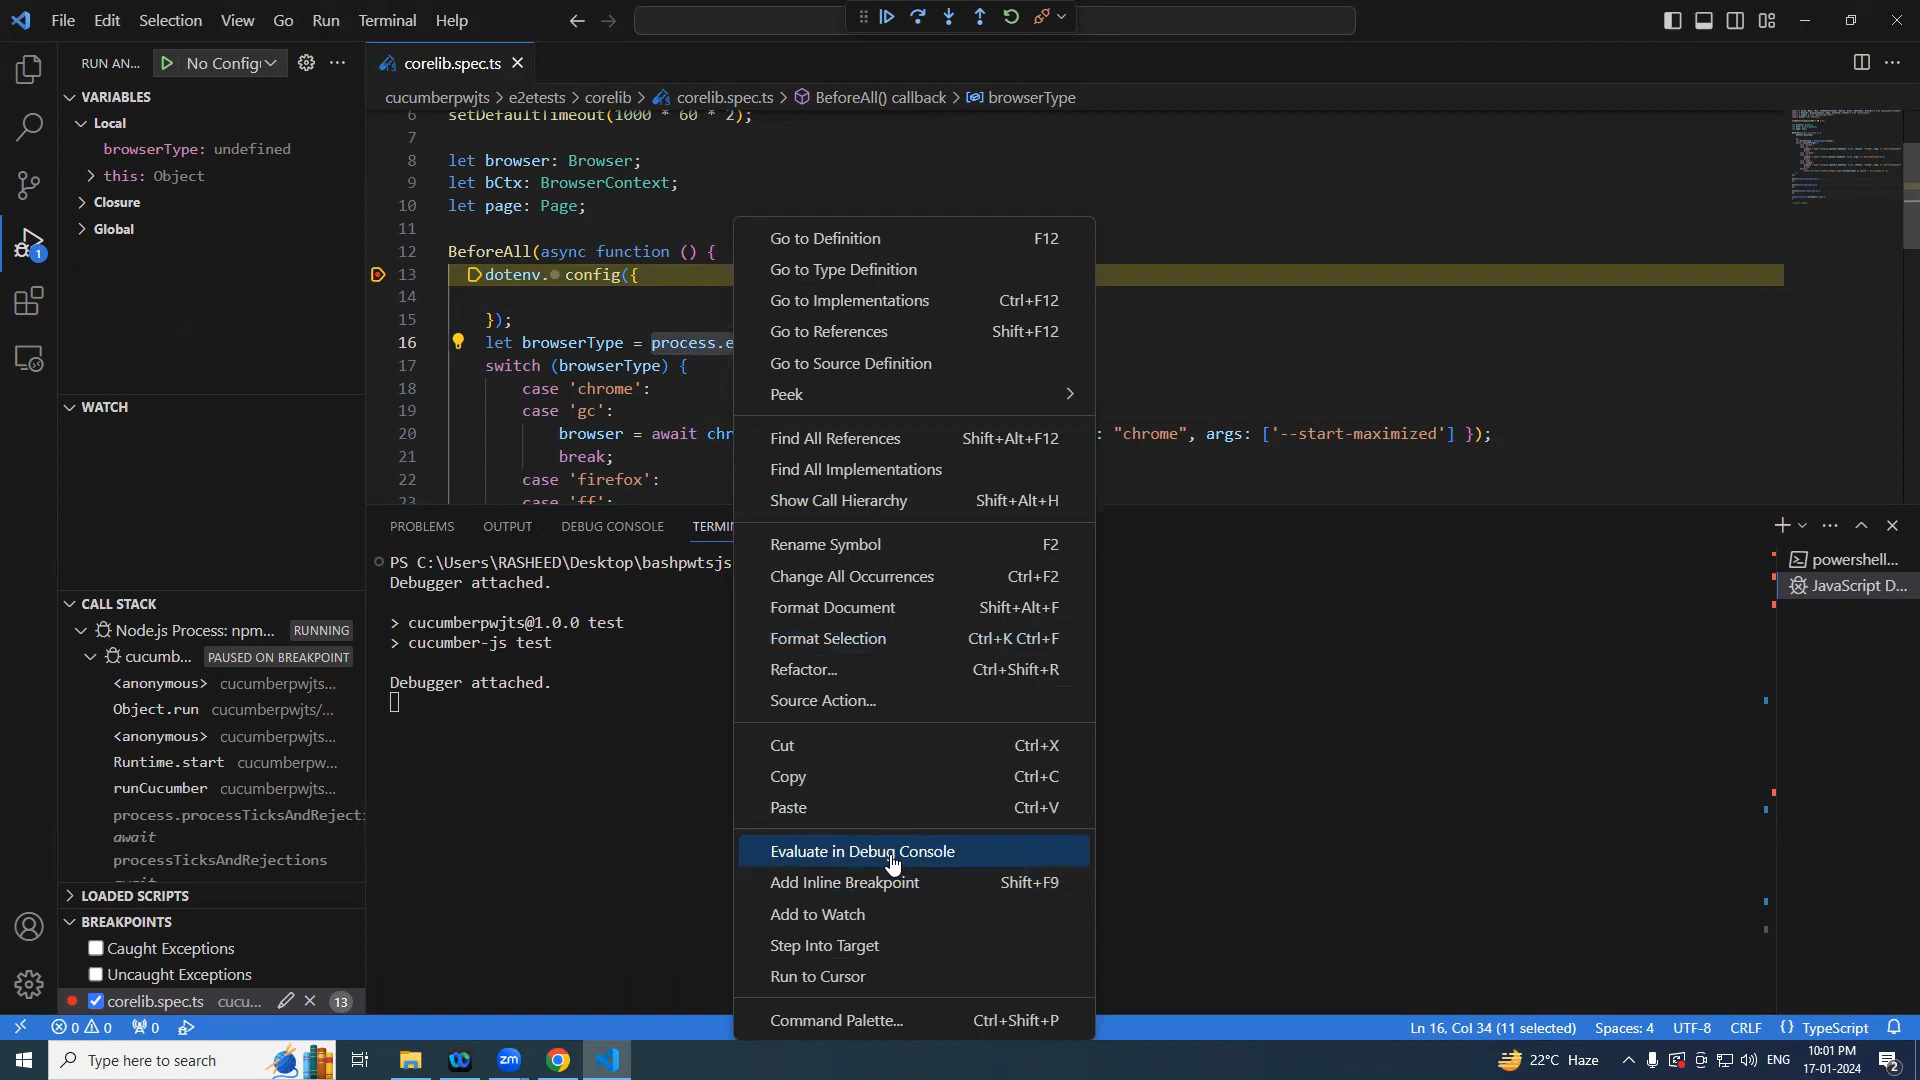 File Edit Selection View Go Run Terminal Help
RUN AN... No Config
corelib.spec.ts
cucumberpwjts > e2etests > corelib > corelib.spec.ts > BeforeAll() callback > browserType
VARIABLES
Local
browserType: undefined
this: Object
Closure
Global
WATCH
CALL STACK
Node.js Process: npm... RUNNING
cucumb... PAUSED ON BREAKPOINT
<anonymous> cucumberpwjts...
Object.run cucumberpwjts/...
<anonymous> cucumberpwjts...
Runtime.start cucumberpw...
runCucumber cucumberpwjts...
process.processTicksAndRejecti
await
processTicksAndRejections
LOADED SCRIPTS
BREAKPOINTS
Caught Exceptions
Uncaught Exceptions
corelib.spec.ts cucu... 13
6 setDefaultTimeout(1000 * 60 * 2);
7
8 let browser: Browser;
9 let bCtx: BrowserContext;
10 let page: Page;
11
12 BeforeAll(async function () {
13 dotenv. config({
14
15 });
16 let browserType = process.e
17 switch (browserType) {
18 case 'chrome':
19 case 'gc':
20 browser = await chr : "chrome", args: ['--start-maximized'] });
21 break;
22 case 'firefox':
23 case 'ff':
PROBLEMS OUTPUT DEBUG CONSOLE TERMIN
PS C:\Users\RASHEED\Desktop\bashpwtsjs
Debugger attached.
> cucumberpwjts@1.0.0 test
> cucumber-js test
Debugger attached.
powershell...
JavaScript D...
Go to Definition F12
Go to Type Definition
Go to Implementations Ctrl+F12
Go to References Shift+F12
Go to Source Definition
Peek
Find All References Shift+Alt+F12
Find All Implementations
Show Call Hierarchy Shift+Alt+H
Rename Symbol F2
Change All Occurrences Ctrl+F2
Format Document Shift+Alt+F
Format Selection Ctrl+K Ctrl+F
Refactor... Ctrl+Shift+R
Source Action...
Cut Ctrl+X
Copy Ctrl+C
Paste Ctrl+V
Evaluate in Debug Console
Add Inline Breakpoint Shift+F9
Add to Watch
Step Into Target
Run to Cursor
Command Palette... Ctrl+Shift+P
0 0 0 Ln 16, Col 34 (11 selected) Spaces: 4 UTF-8 CRLF {} TypeScript
Type here to search zm 22°C Haze ENG 10:01 PM 2
17-01-2024